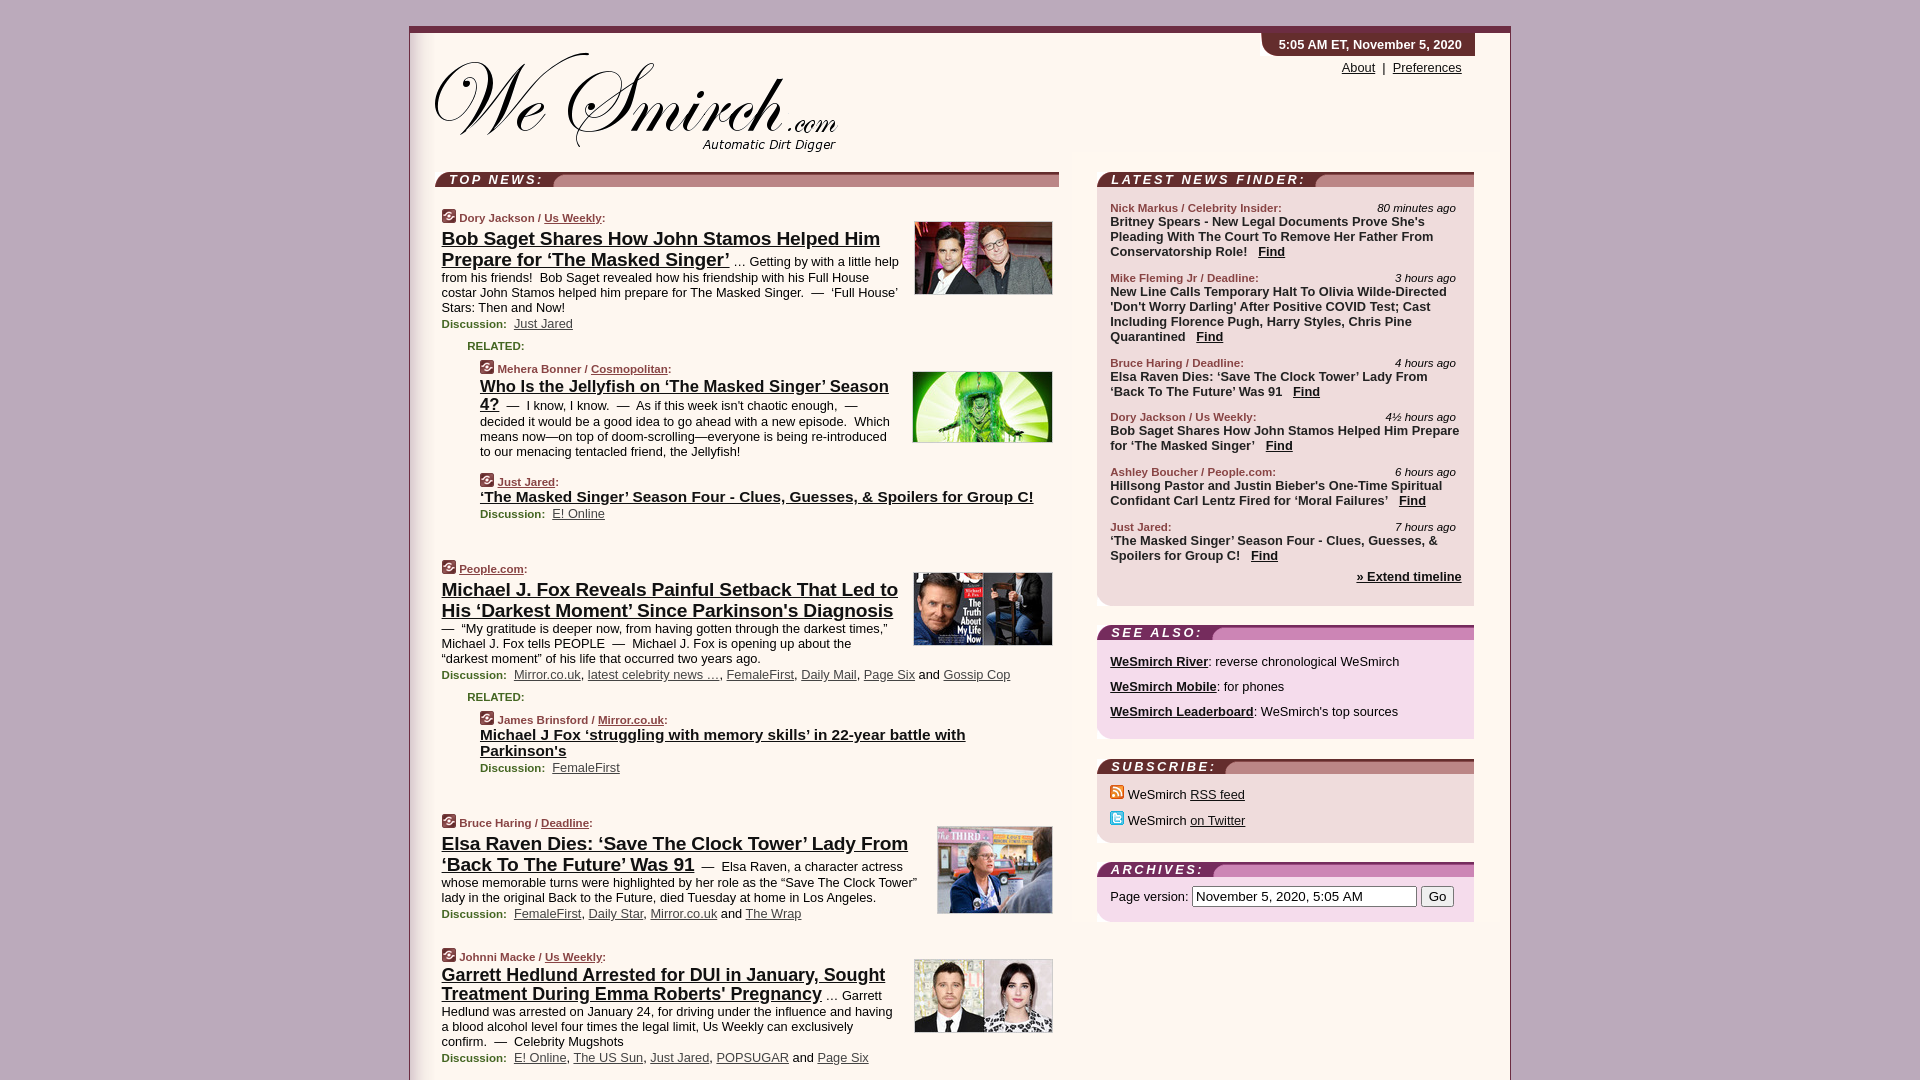 5:05 AM ET, November 5, 2020
About | Preferences
We Smirch .com
Automatic Dirt Digger
TOP NEWS:
Dory Jackson / Us Weekly:
Bob Saget Shares How John Stamos Helped Him
Prepare for ‘The Masked Singer’ … Getting by with a little help
from his friends!  Bob Saget revealed how his friendship with his Full House
costar John Stamos helped him prepare for The Masked Singer.  —  ‘Full House’
Stars: Then and Now!
Discussion: Just Jared
RELATED:
Mehera Bonner / Cosmopolitan:
Who Is the Jellyfish on ‘The Masked Singer’ Season
4?  —  I know, I know.  —  As if this week isn't chaotic enough,  —
decided it would be a good idea to go ahead with a new episode.  Which
means now—on top of doom-scrolling—everyone is being re-introduced
to our menacing tentacled friend, the Jellyfish!
Just Jared:
‘The Masked Singer’ Season Four - Clues, Guesses, & Spoilers for Group C!
Discussion: E! Online
People.com:
Michael J. Fox Reveals Painful Setback That Led to
His ‘Darkest Moment’ Since Parkinson's Diagnosis
—  “My gratitude is deeper now, from having gotten through the darkest times,”
Michael J. Fox tells PEOPLE  —  Michael J. Fox is opening up about the
“darkest moment” of his life that occurred two years ago.
Michael J. Fox
The
Truth
About
My Life
Now
Discussion: Mirror.co.uk, latest celebrity news …, FemaleFirst, Daily Mail, Page Six and Gossip Cop
RELATED:
James Brinsford / Mirror.co.uk:
Michael J Fox ‘struggling with memory skills’ in 22-year battle with
Parkinson's
Discussion: FemaleFirst
Bruce Haring / Deadline:
Elsa Raven Dies: ‘Save The Clock Tower’ Lady From
‘Back To The Future’ Was 91  —  Elsa Raven, a character actress
whose memorable turns were highlighted by her role as the “Save The Clock Tower”
lady in the original Back to the Future, died Tuesday at home in Los Angeles.
The THIRD
Discussion: FemaleFirst, Daily Star, Mirror.co.uk and The Wrap
Johnni Macke / Us Weekly:
Garrett Hedlund Arrested for DUI in January, Sought
Treatment During Emma Roberts' Pregnancy … Garrett
Hedlund was arrested on January 24, for driving under the influence and having
a blood alcohol level four times the legal limit, Us Weekly can exclusively
confirm.  —  Celebrity Mugshots
Discussion: E! Online, The US Sun, Just Jared, POPSUGAR and Page Six
LATEST NEWS FINDER:
Nick Markus / Celebrity Insider: 80 minutes ago
Britney Spears - New Legal Documents Prove She's
Pleading With The Court To Remove Her Father From
Conservatorship Role! Find
Mike Fleming Jr / Deadline: 3 hours ago
New Line Calls Temporary Halt To Olivia Wilde-Directed
'Don't Worry Darling' After Positive COVID Test; Cast
Including Florence Pugh, Harry Styles, Chris Pine
Quarantined Find
Bruce Haring / Deadline: 4 hours ago
Elsa Raven Dies: ‘Save The Clock Tower’ Lady From
‘Back To The Future’ Was 91 Find
Dory Jackson / Us Weekly: 4½ hours ago
Bob Saget Shares How John Stamos Helped Him Prepare
for ‘The Masked Singer’ Find
Ashley Boucher / People.com: 6 hours ago
Hillsong Pastor and Justin Bieber's One-Time Spiritual
Confidant Carl Lentz Fired for ‘Moral Failures’ Find
Just Jared: 7 hours ago
‘The Masked Singer’ Season Four - Clues, Guesses, &
Spoilers for Group C! Find
» Extend timeline
SEE ALSO:
WeSmirch River: reverse chronological WeSmirch
WeSmirch Mobile: for phones
WeSmirch Leaderboard: WeSmirch's top sources
SUBSCRIBE:
WeSmirch RSS feed
WeSmirch on Twitter
ARCHIVES:
Page version: November 5, 2020, 5:05 AM Go